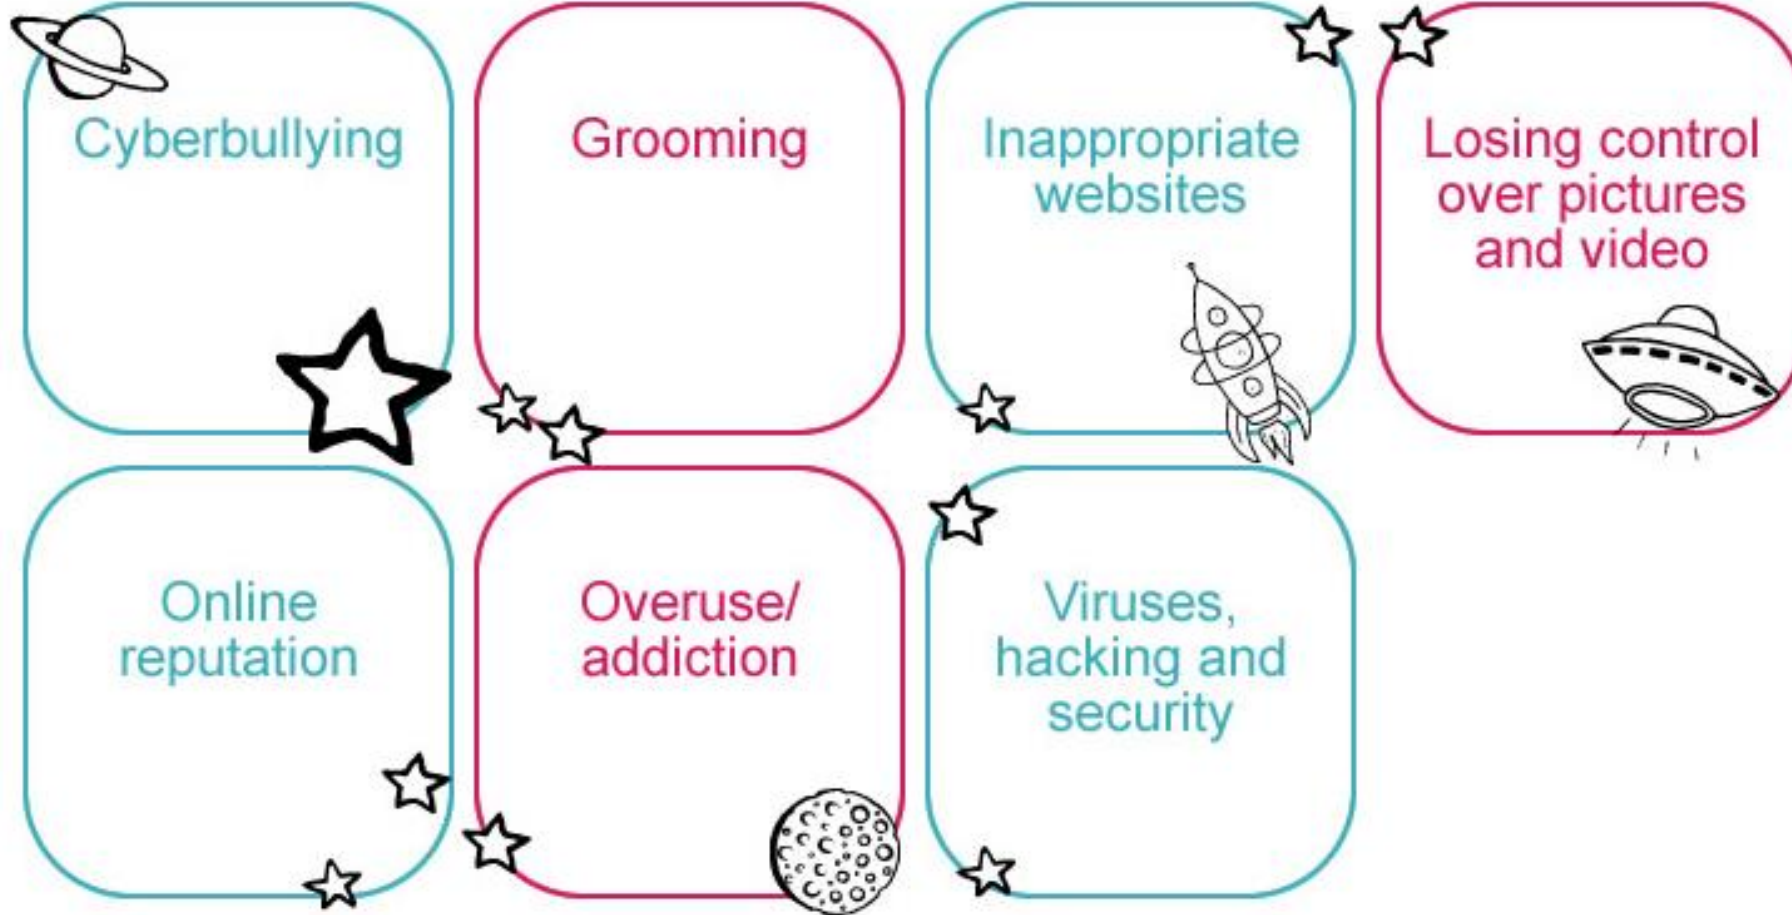 Cyberbullying
Grooming
Inappropriate
websites
Losing control
over pictures
and video
Online
reputation
Overuse/
addiction
Viruses,
hacking and
security